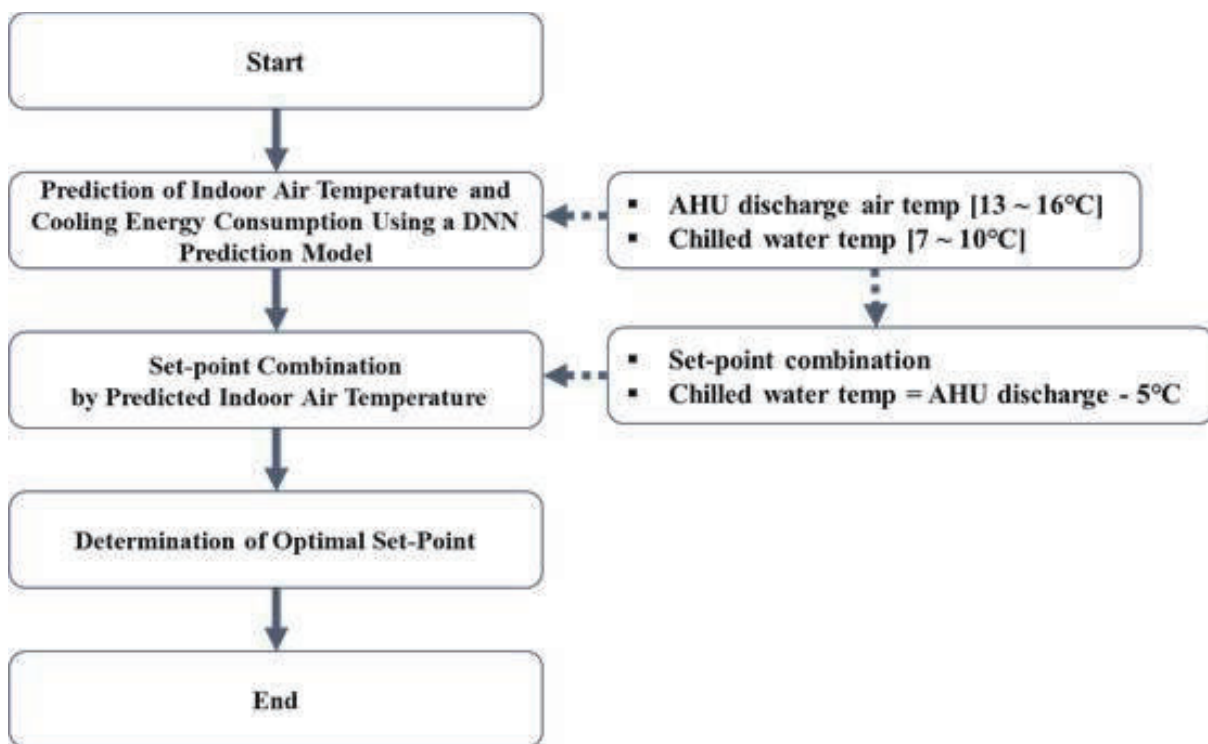 Start
Prediction of Indoor Air Temperature and
Cooling Energy Consumption Using a DNN
Prediction Model
▪ AHU discharge air temp [13 ~ 16℃]
▪ Chilled water temp [7 ~ 10℃]
Set-point Combination
by Predicted Indoor Air Temperature
▪ Set-point combination
▪ Chilled water temp = AHU discharge - 5℃
Determination of Optimal Set-Point
End